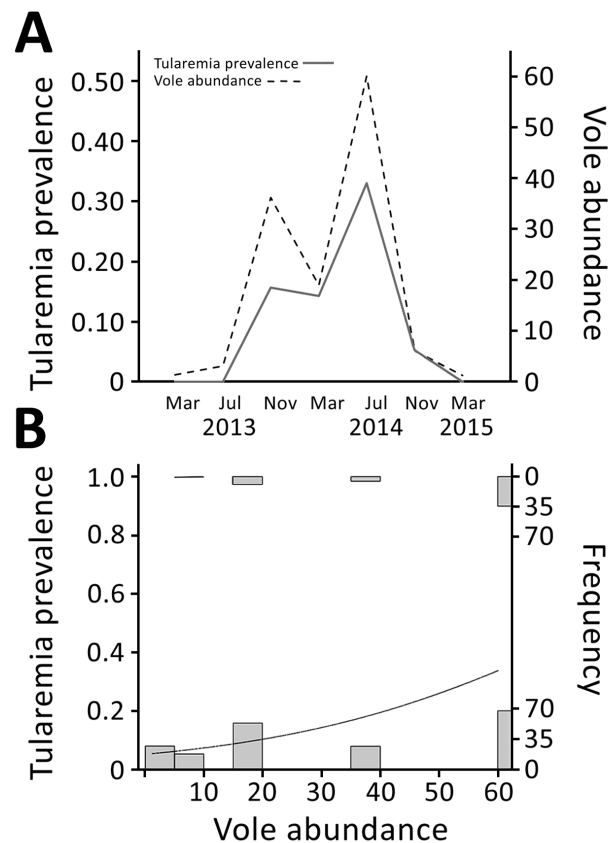 A
Tularemia prevalence
Vole abundance
Tularemia prevalence
0.50
0.40
0.30
0.20
0.10
0
60
50
40
30
20
10
0
Vole abundance
Mar Jul Nov Mar Jul Nov Mar
2013 2014 2015
B
Tularemia prevalence
1.0
0.8
0.6
0.4
0.2
0
0
35
70
70
35
0
Frequency
10 20 30 40 50 60
Vole abundance